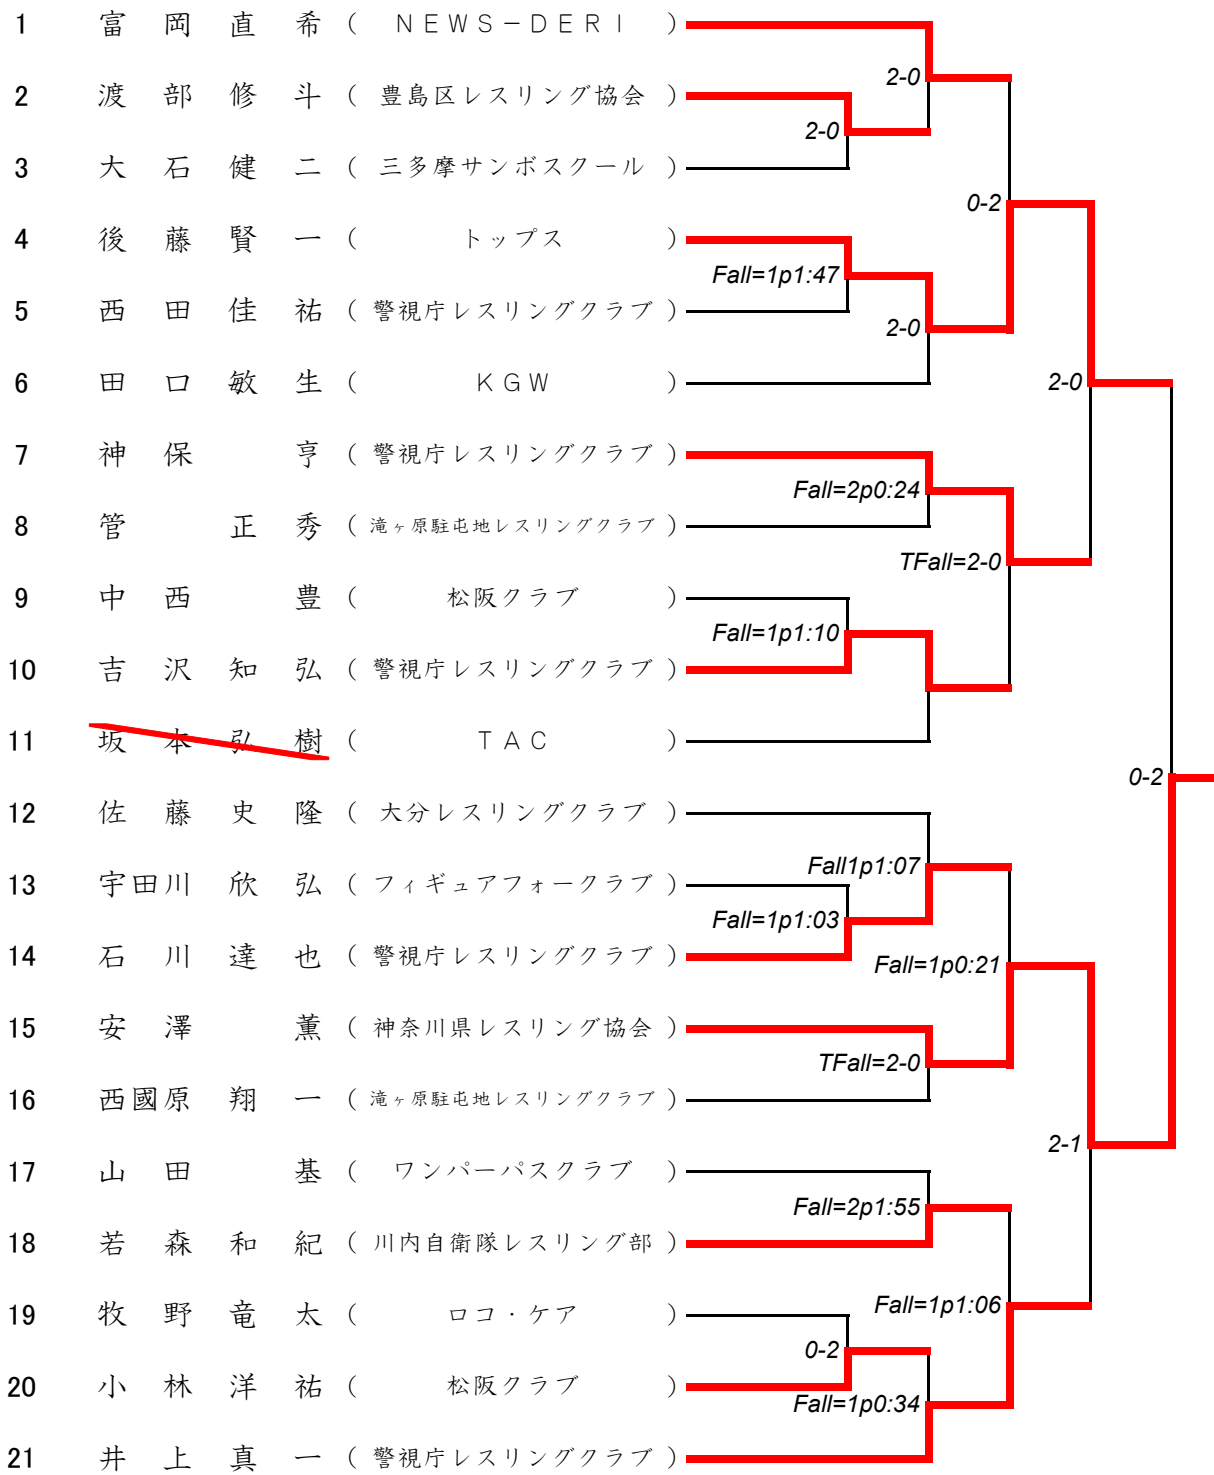 1 富岡直希 ( ＮＥＷＳ－ＤＥＲＩ )
2-0
2 渡部修斗 ( 豊島区レスリング協会 )
2-0
3 大石健二 ( 三多摩サンボスクール )
0-2
4 後藤賢一 ( トップス )
Fall=1p1:47
5 西田佳祐 ( 警視庁レスリングクラブ )
2-0
6 田口敏生 ( ＫＧＷ )
2-0
7 神保 亨 ( 警視庁レスリングクラブ )
Fall=2p0:24
8 管 正秀 ( 滝ヶ原駐屯地レスリングクラブ )
TFall=2-0
9 中西 豊 ( 松阪クラブ )
Fall=1p1:10
10 吉沢知弘 ( 警視庁レスリングクラブ )
11 坂本弘樹 ( ＴＡＣ )
0-2
12 佐藤史隆 ( 大分レスリングクラブ )
Fall1p1:07
13 宇田川欣弘 ( フィギュアフォークラブ )
Fall=1p1:03
14 石川達也 ( 警視庁レスリングクラブ )
Fall=1p0:21
15 安澤 薫 ( 神奈川県レスリング協会 )
TFall=2-0
16 西國原翔一 ( 滝ヶ原駐屯地レスリングクラブ )
2-1
17 山田 基 ( ワンパーパスクラブ )
Fall=2p1:55
18 若森和紀 ( 川内自衛隊レスリング部 )
Fall=1p1:06
19 牧野竜太 ( ロコ・ケア )
0-2
20 小林洋祐 ( 松阪クラブ )
Fall=1p0:34
21 井上真一 ( 警視庁レスリングクラブ )